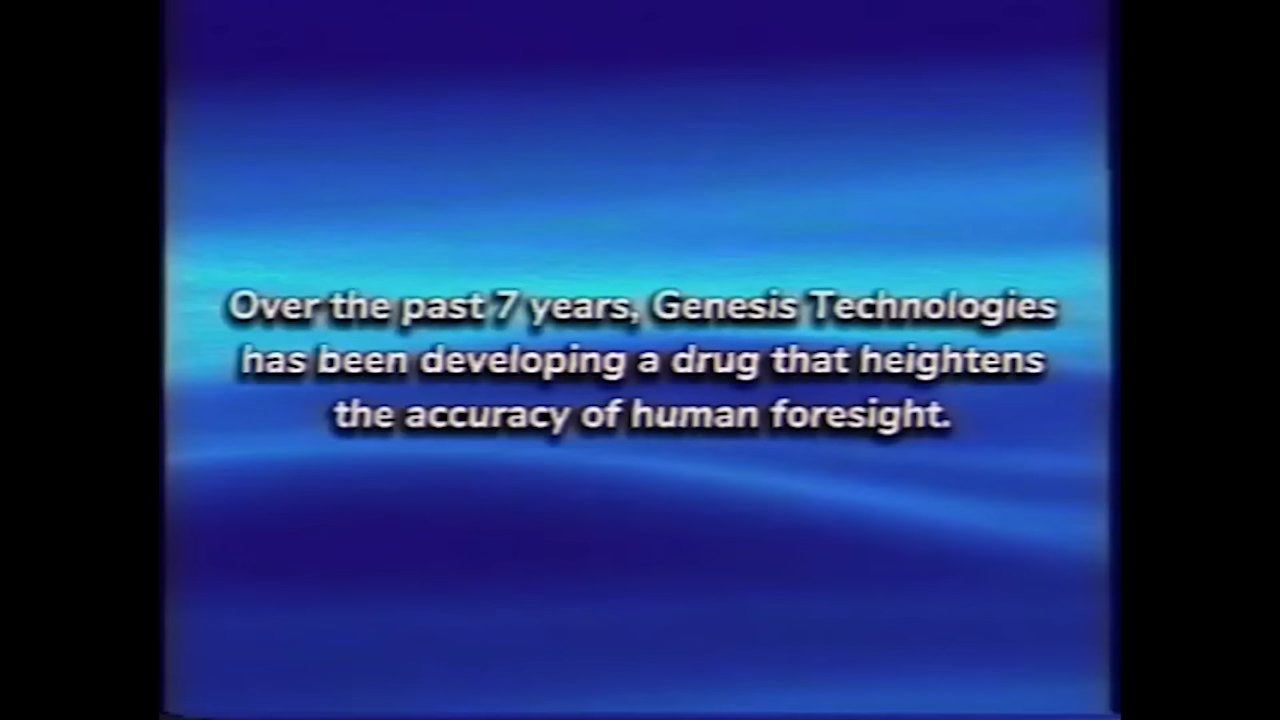 Over the past 7 years, Genesis Technologies
has been developing a drug that heightens
the accuracy of human foresight.